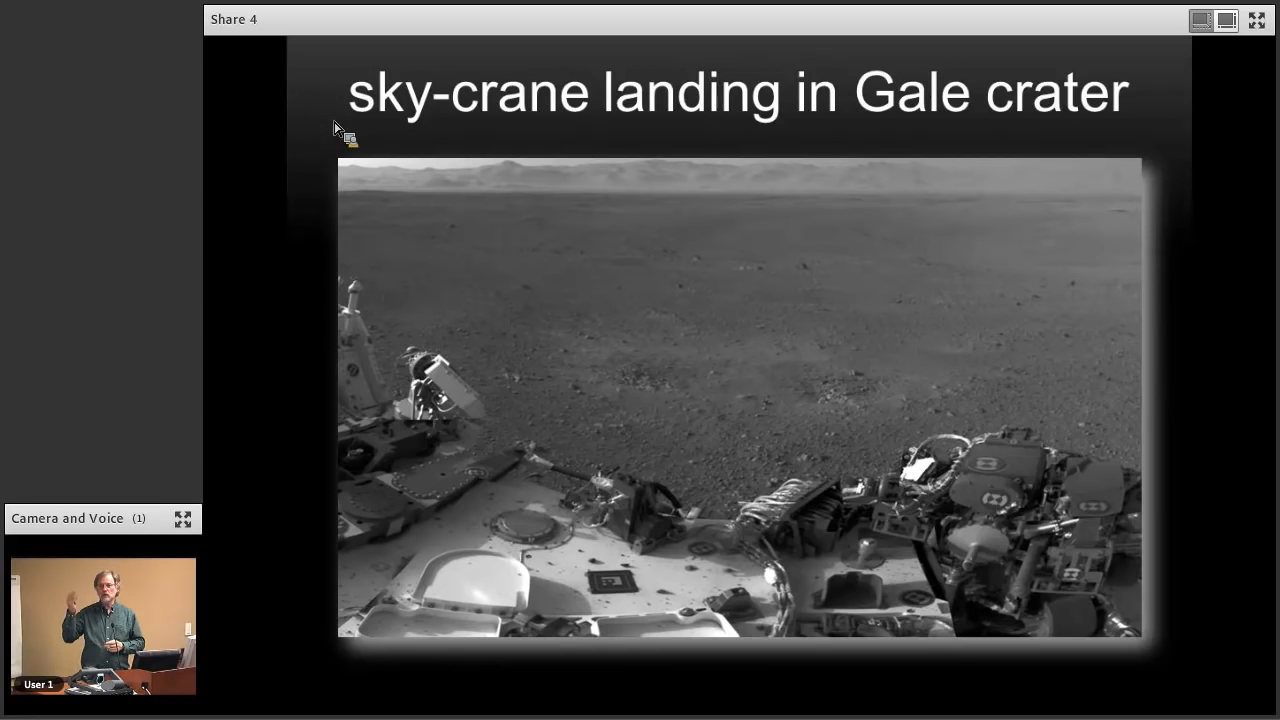 Share 4
sky-crane landing in Gale crater
Camera and Voice (1)
User 1